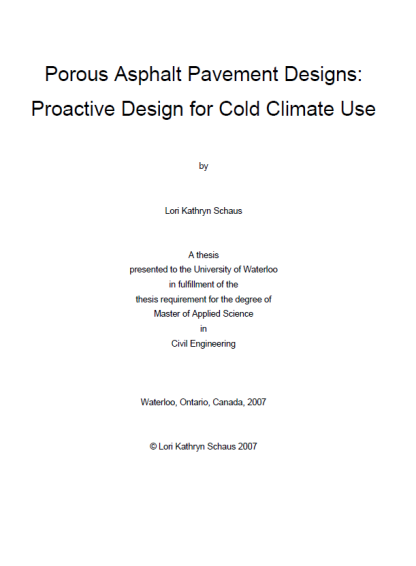 Porous Asphalt Pavement Designs:
Proactive Design for Cold Climate Use
by
Lori Kathryn Schaus
A thesis
presented to the University of Waterloo
in fulfillment of the
thesis requirement for the degree of
Master of Applied Science
in
Civil Engineering
Waterloo, Ontario, Canada, 2007
© Lori Kathryn Schaus 2007